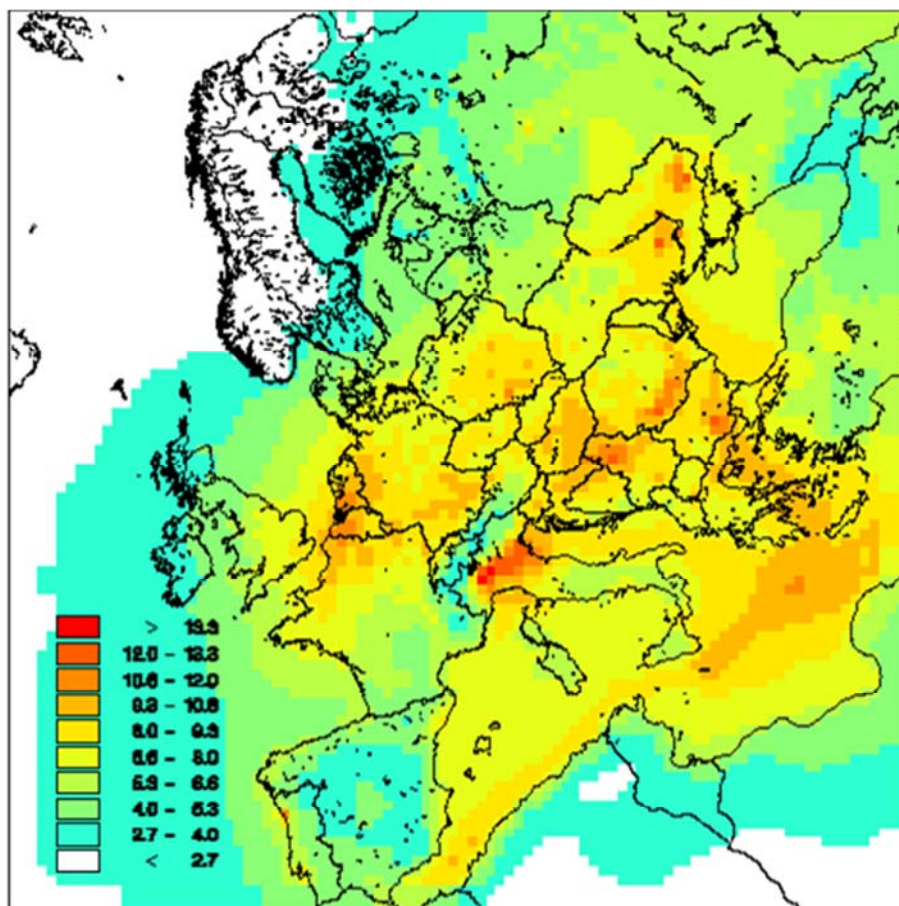 > 13.3
12.0 – 13.3
10.6 – 12.0
9.3 – 10.6
8.0 – 9.3
6.6 – 8.0
5.3 – 6.6
4.0 – 5.3
2.7 – 4.0
< 2.7